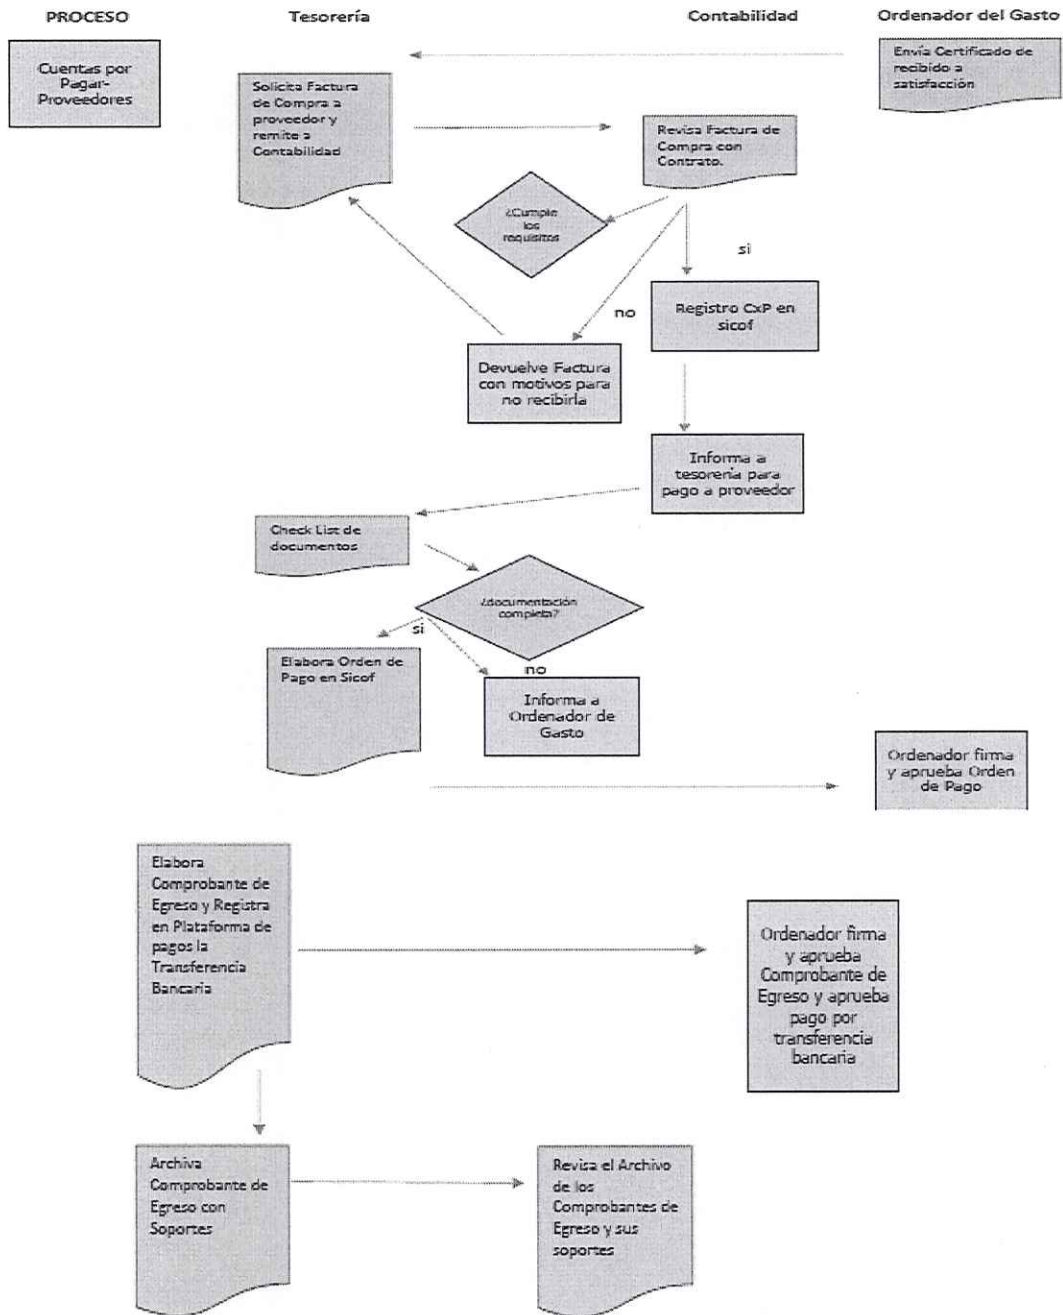 PROCESO
Tesorería
Contabilidad
Ordenador del Gasto
Cuentas por
Pagar-
Proveedores
Envía Certificado de
recibido a
satisfacción
Solicita Factura
de Compra a
proveedor y
remite a
Contabilidad
Revisa Factura de
Compra con
Contrato.
¿Cumple
los
requisitos
si
no
Registro CxP en
sicof
Devuelve Factura
con motivos para
no recibirla
Informa a
tesorería para
pago a proveedor
Check List de
documentos
¿documentación
completa?
si
no
Elabora Orden de
Pago en Sicof
Informa a
Ordenador de
Gasto
Ordenador firma
y aprueba Orden
de Pago
Elabora
Comprobante de
Egreso y Registra
en Plataforma de
pagos la
Transferencia
Bancaria
Ordenador firma
y aprueba
Comprobante de
Egreso y aprueba
pago por
transferencia
bancaria
Archiva
Comprobante de
Egreso con
Soportes
Revisa el Archivo
de los
Comprobantes de
Egreso y sus
soportes